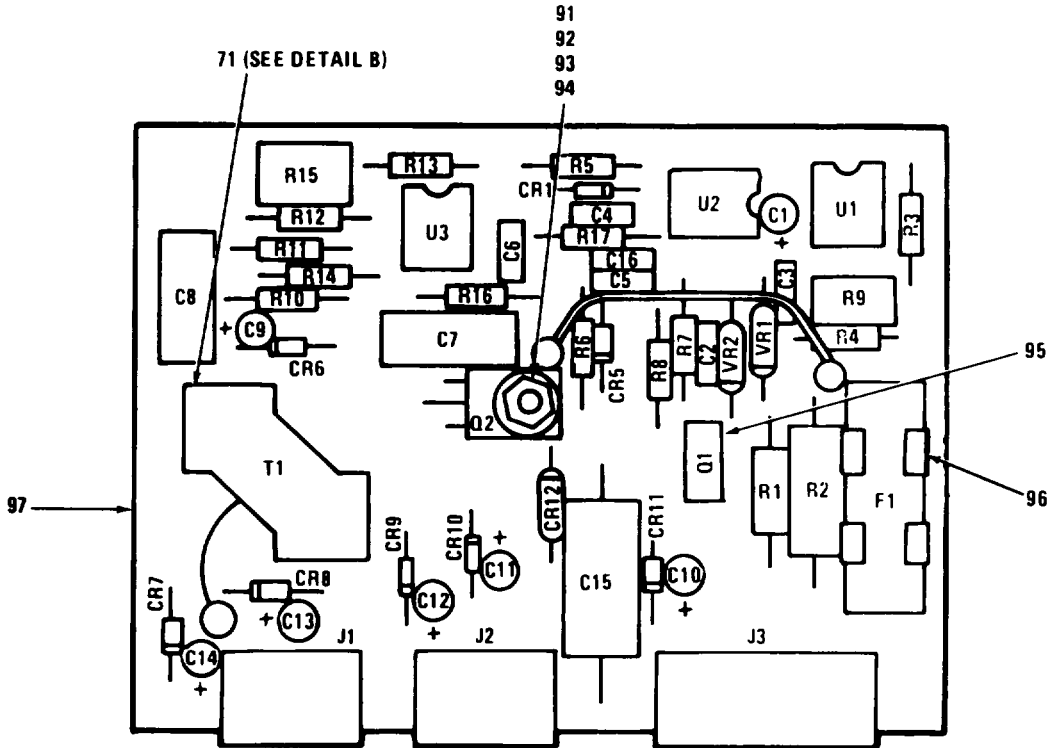 91
92
93
94
71 (SEE DETAIL B)
R13
R5
R15
CR1
U2
C1
+
U1
R3
R12
U3
C4
C6
R17
R11
C16
R14
C5
C3
C8
R10
R16
R9
+
C9
C7
R6
R7
C2
VR2
VR1
R4
CR6
CR5
R8
95
Q2
T1
Q1
R1
R2
F1
96
97
CR12
CR9
CR10
+
C11
CR11
C10
+
C15
CR7
CR8
C12
+
+
C13
C14
+
J1
J2
J3